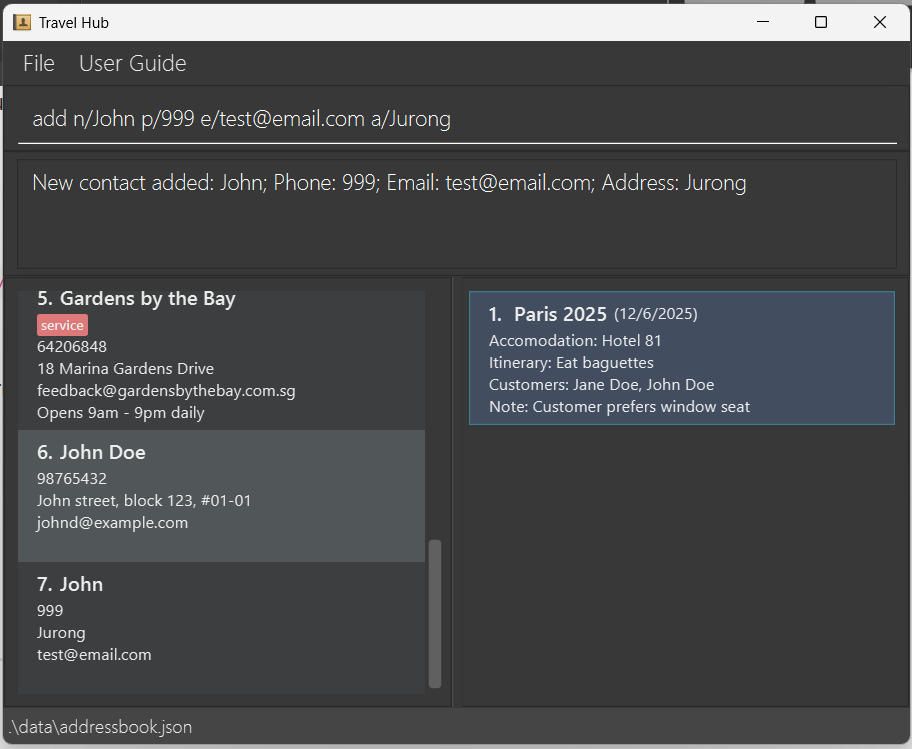 Travel Hub
File User Guide
add n/John p/999 e/test@email.com a/Jurong
New contact added: John; Phone: 999; Email: test@email.com; Address: Jurong
5. Gardens by the Bay
service
64206848
18 Marina Gardens Drive
feedback@gardensbythebay.com.sg
Opens 9am - 9pm daily
6. John Doe
98765432
John street, block 123, #01-01
johnd@example.com
7. John
999
Jurong
test@email.com
1. Paris 2025 (12/6/2025)
Accomodation: Hotel 81
Itinerary: Eat baguettes
Customers: Jane Doe, John Doe
Note: Customer prefers window seat
.\data\addressbook.json